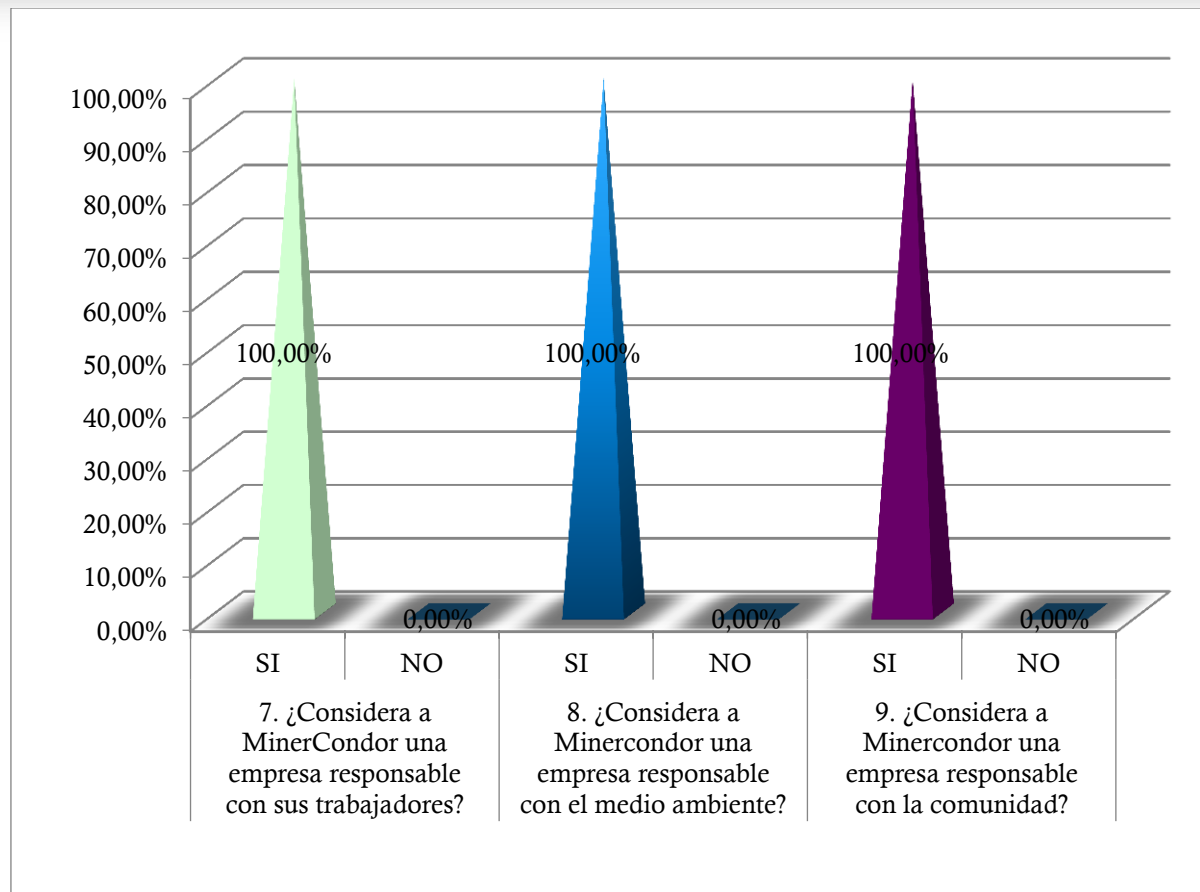 100,00%
90,00%
80,00%
70,00%
60,00%
50,00%
40,00%
30,00%
20,00%
10,00%
0,00%
100,00%
100,00%
100,00%
0,00%
0,00%
0,00%
SI
NO
SI
NO
SI
NO
7. ¿Considera a
MinerCondor una
empresa responsable
con sus trabajadores?
8. ¿Considera a
Minercondor una
empresa responsable
con el medio ambiente?
9. ¿Considera a
Minercondor una
empresa responsable
con la comunidad?